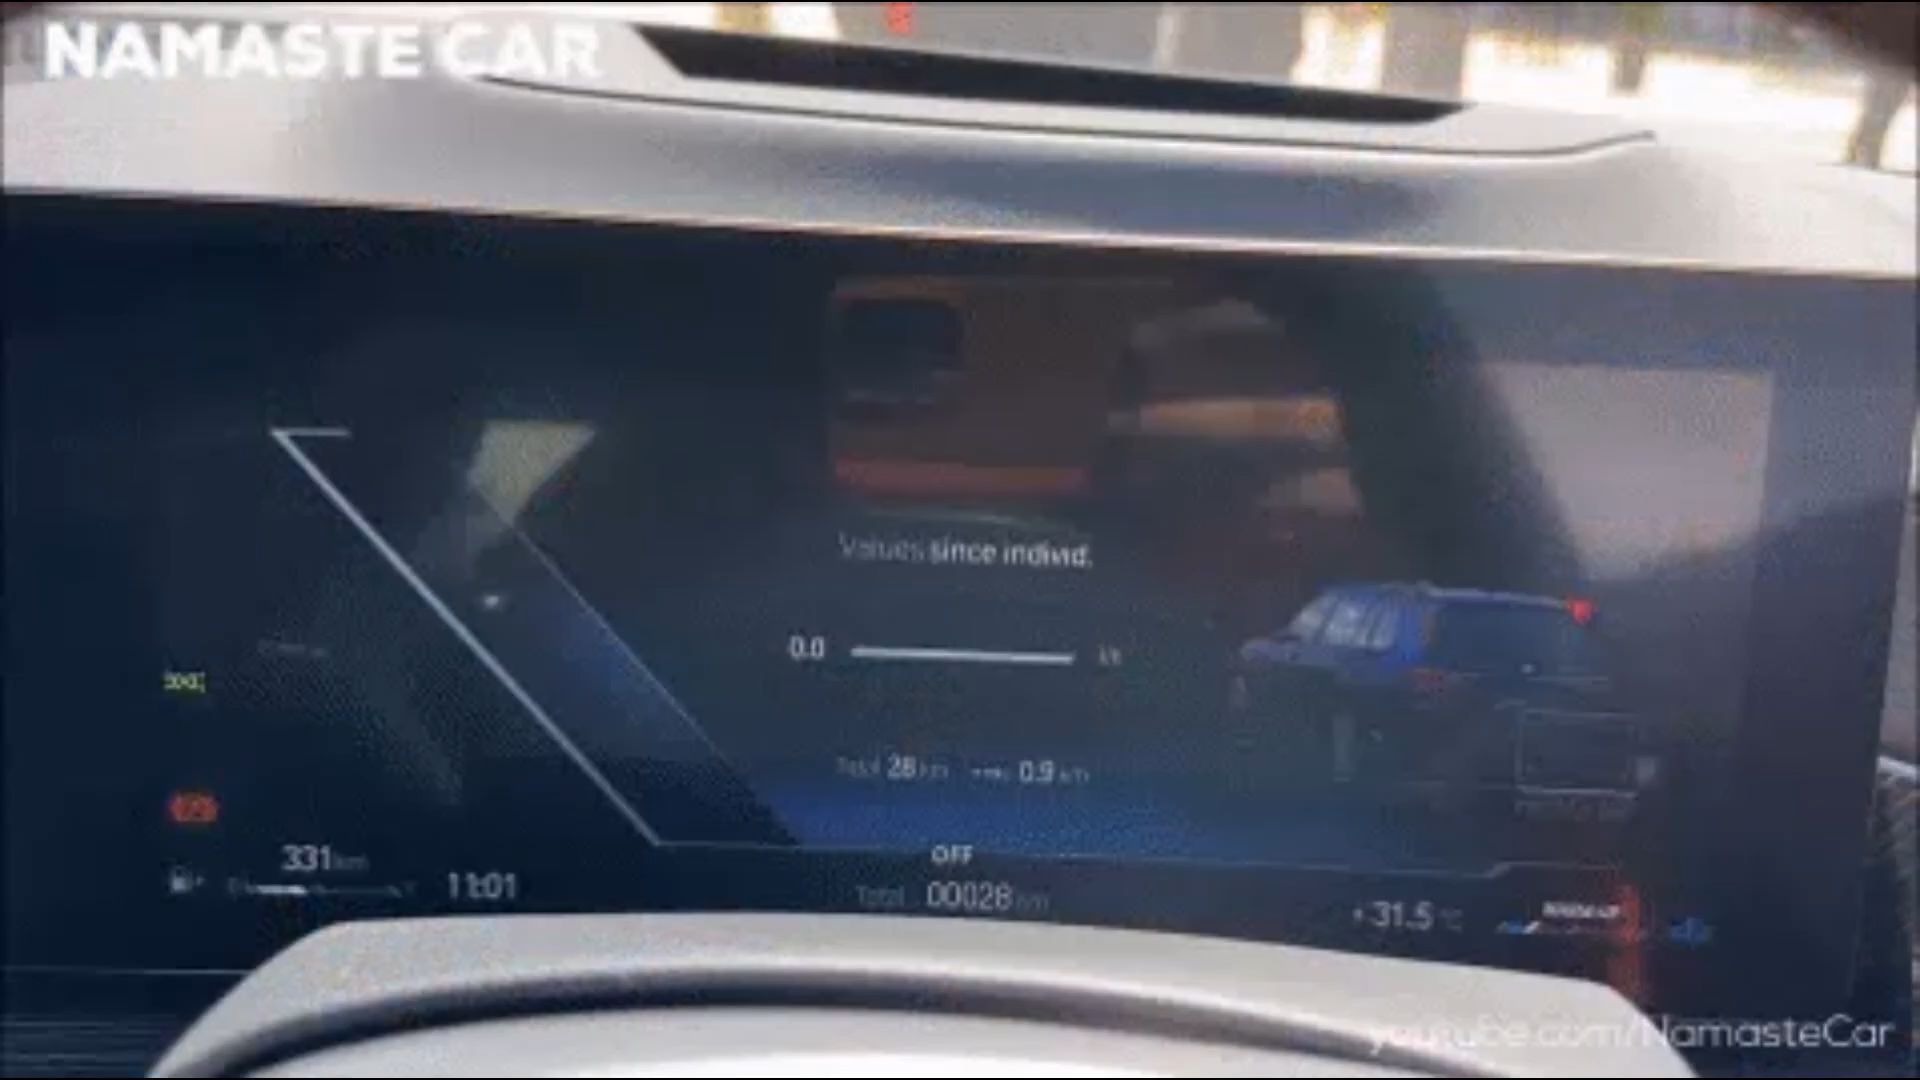 NAMASTE CAR
Values since individ.
0.0
Total 28 km 0.9 km
331 km
11:01
OFF
Total 00028 km
+31.5 °C
youtube.com/NamasteCar